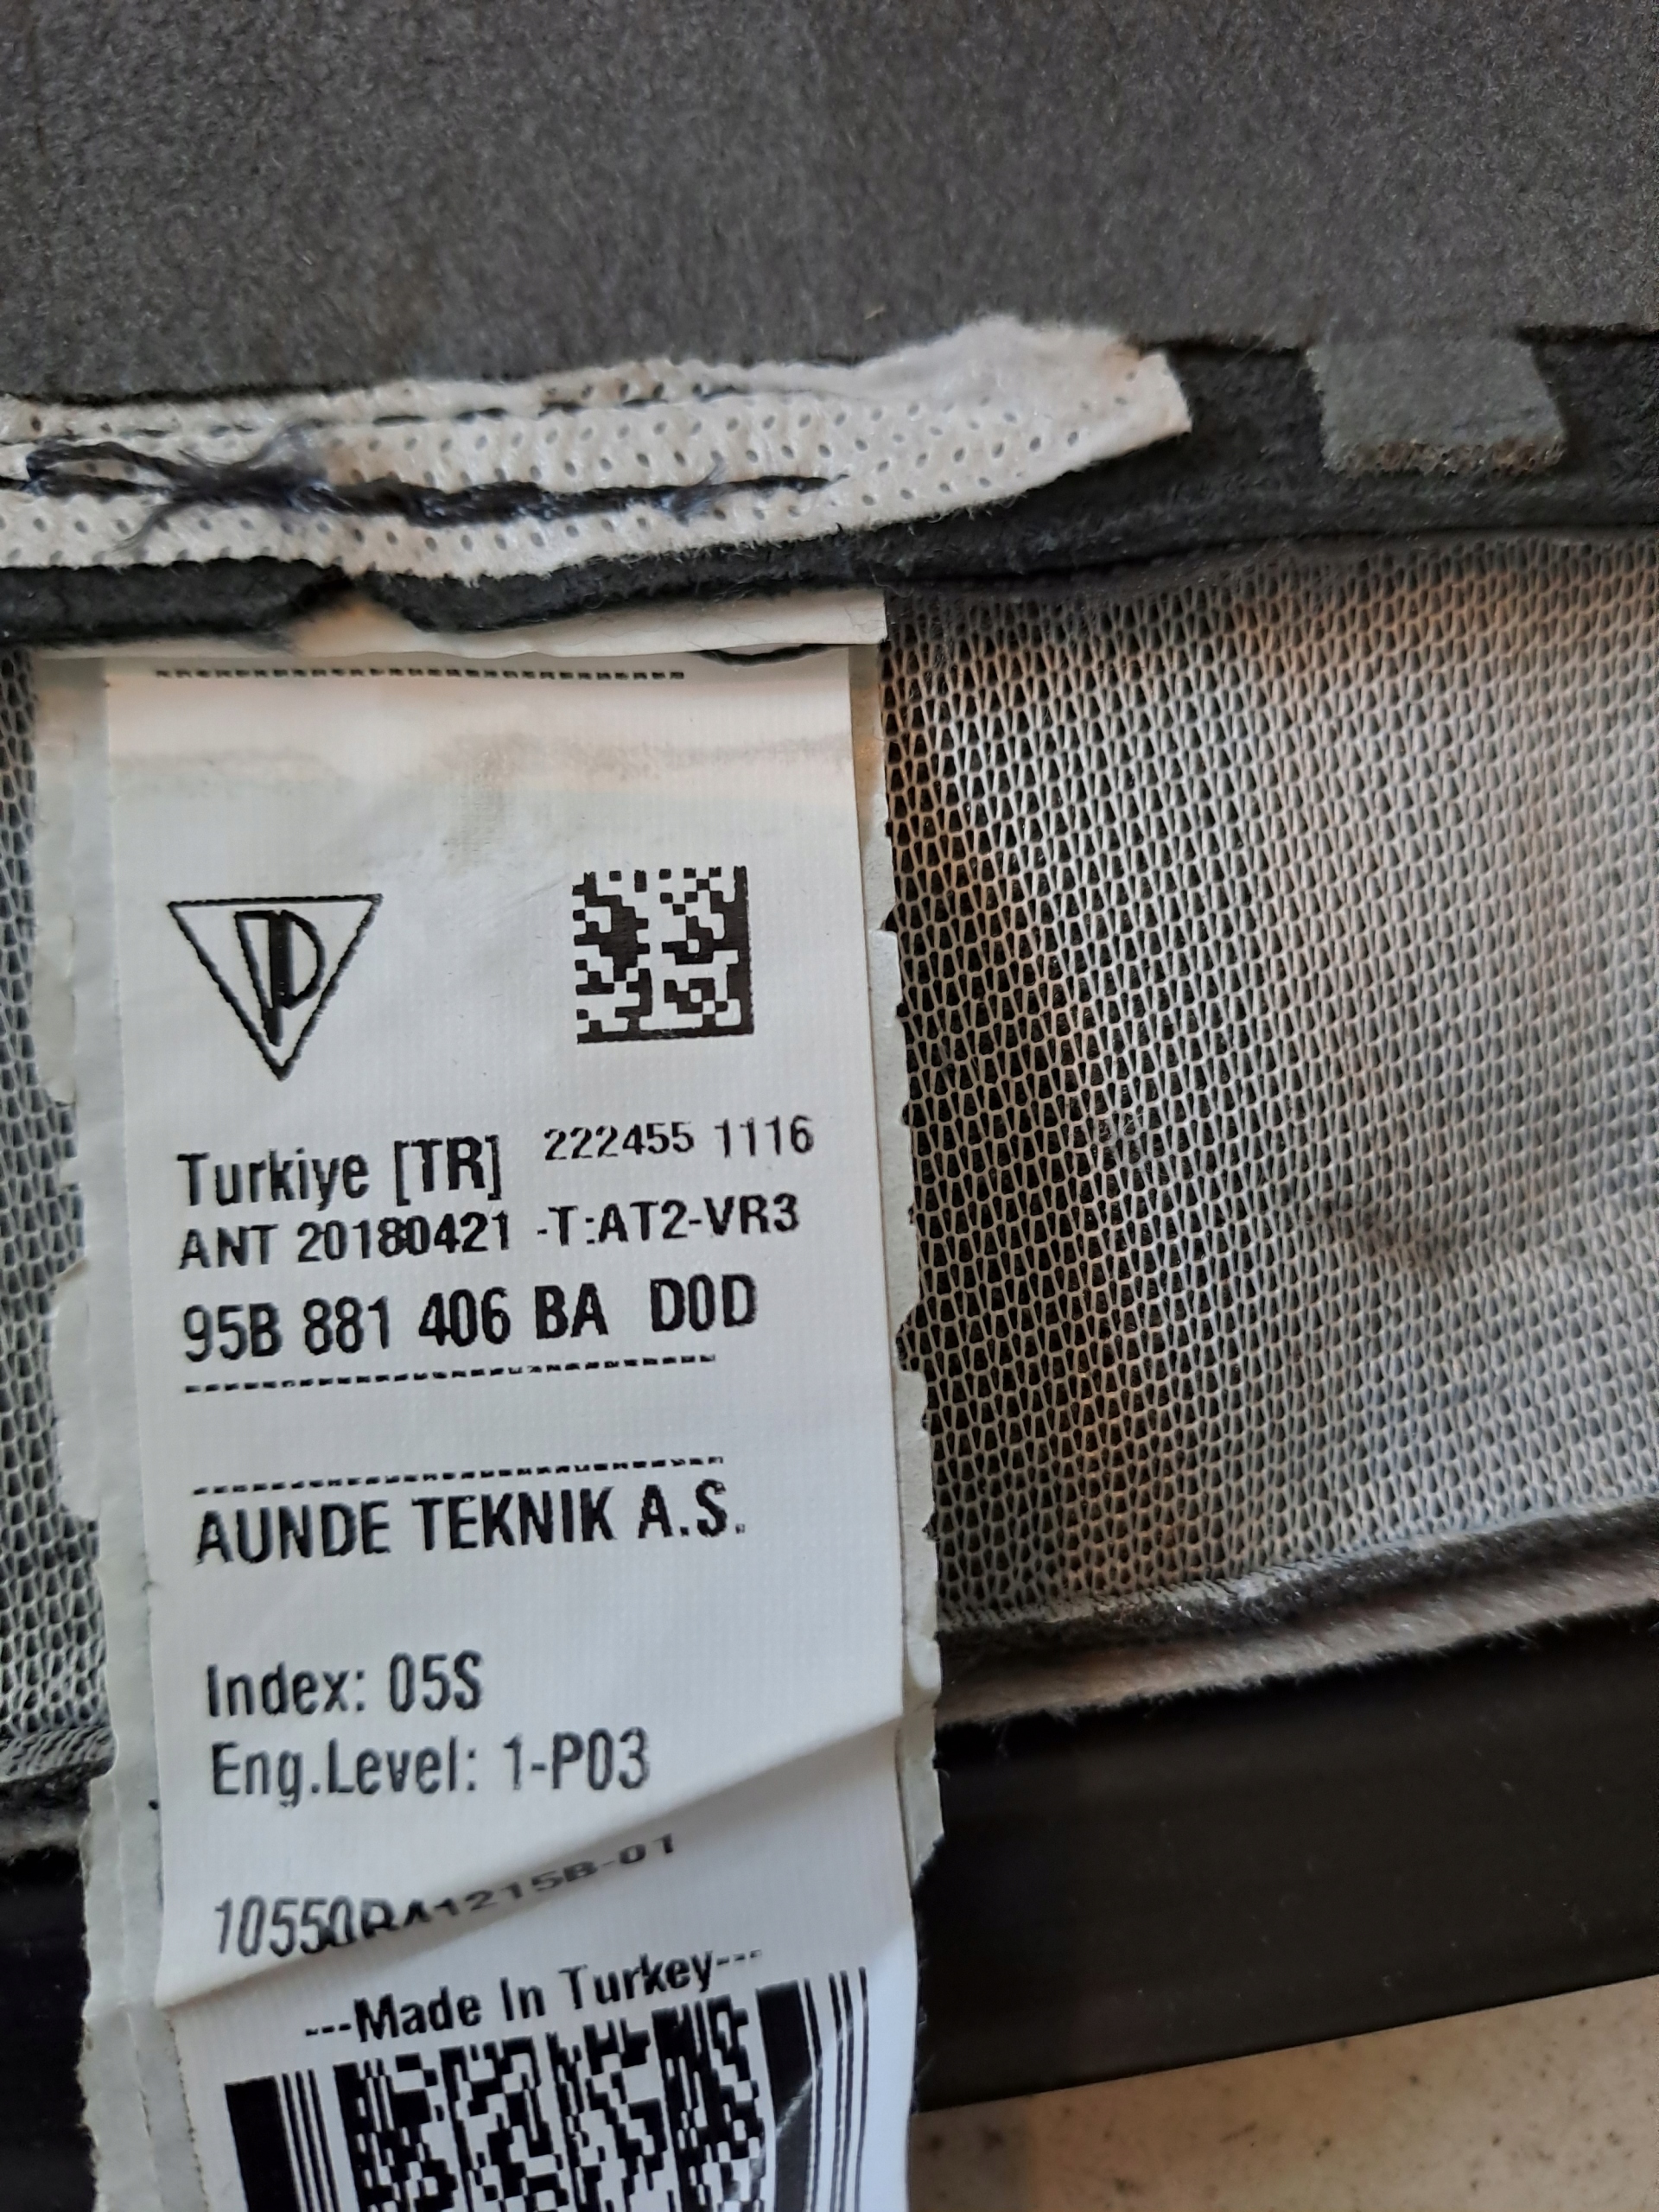 Turkiye [TR] 222455 1116
ANT 20180421 -T:AT2-VR3
95B 881 406 BA D0D
AUNDE TEKNIK A.S.
Index: 05S
Eng.Level: 1-P03
---Made In Turkey---